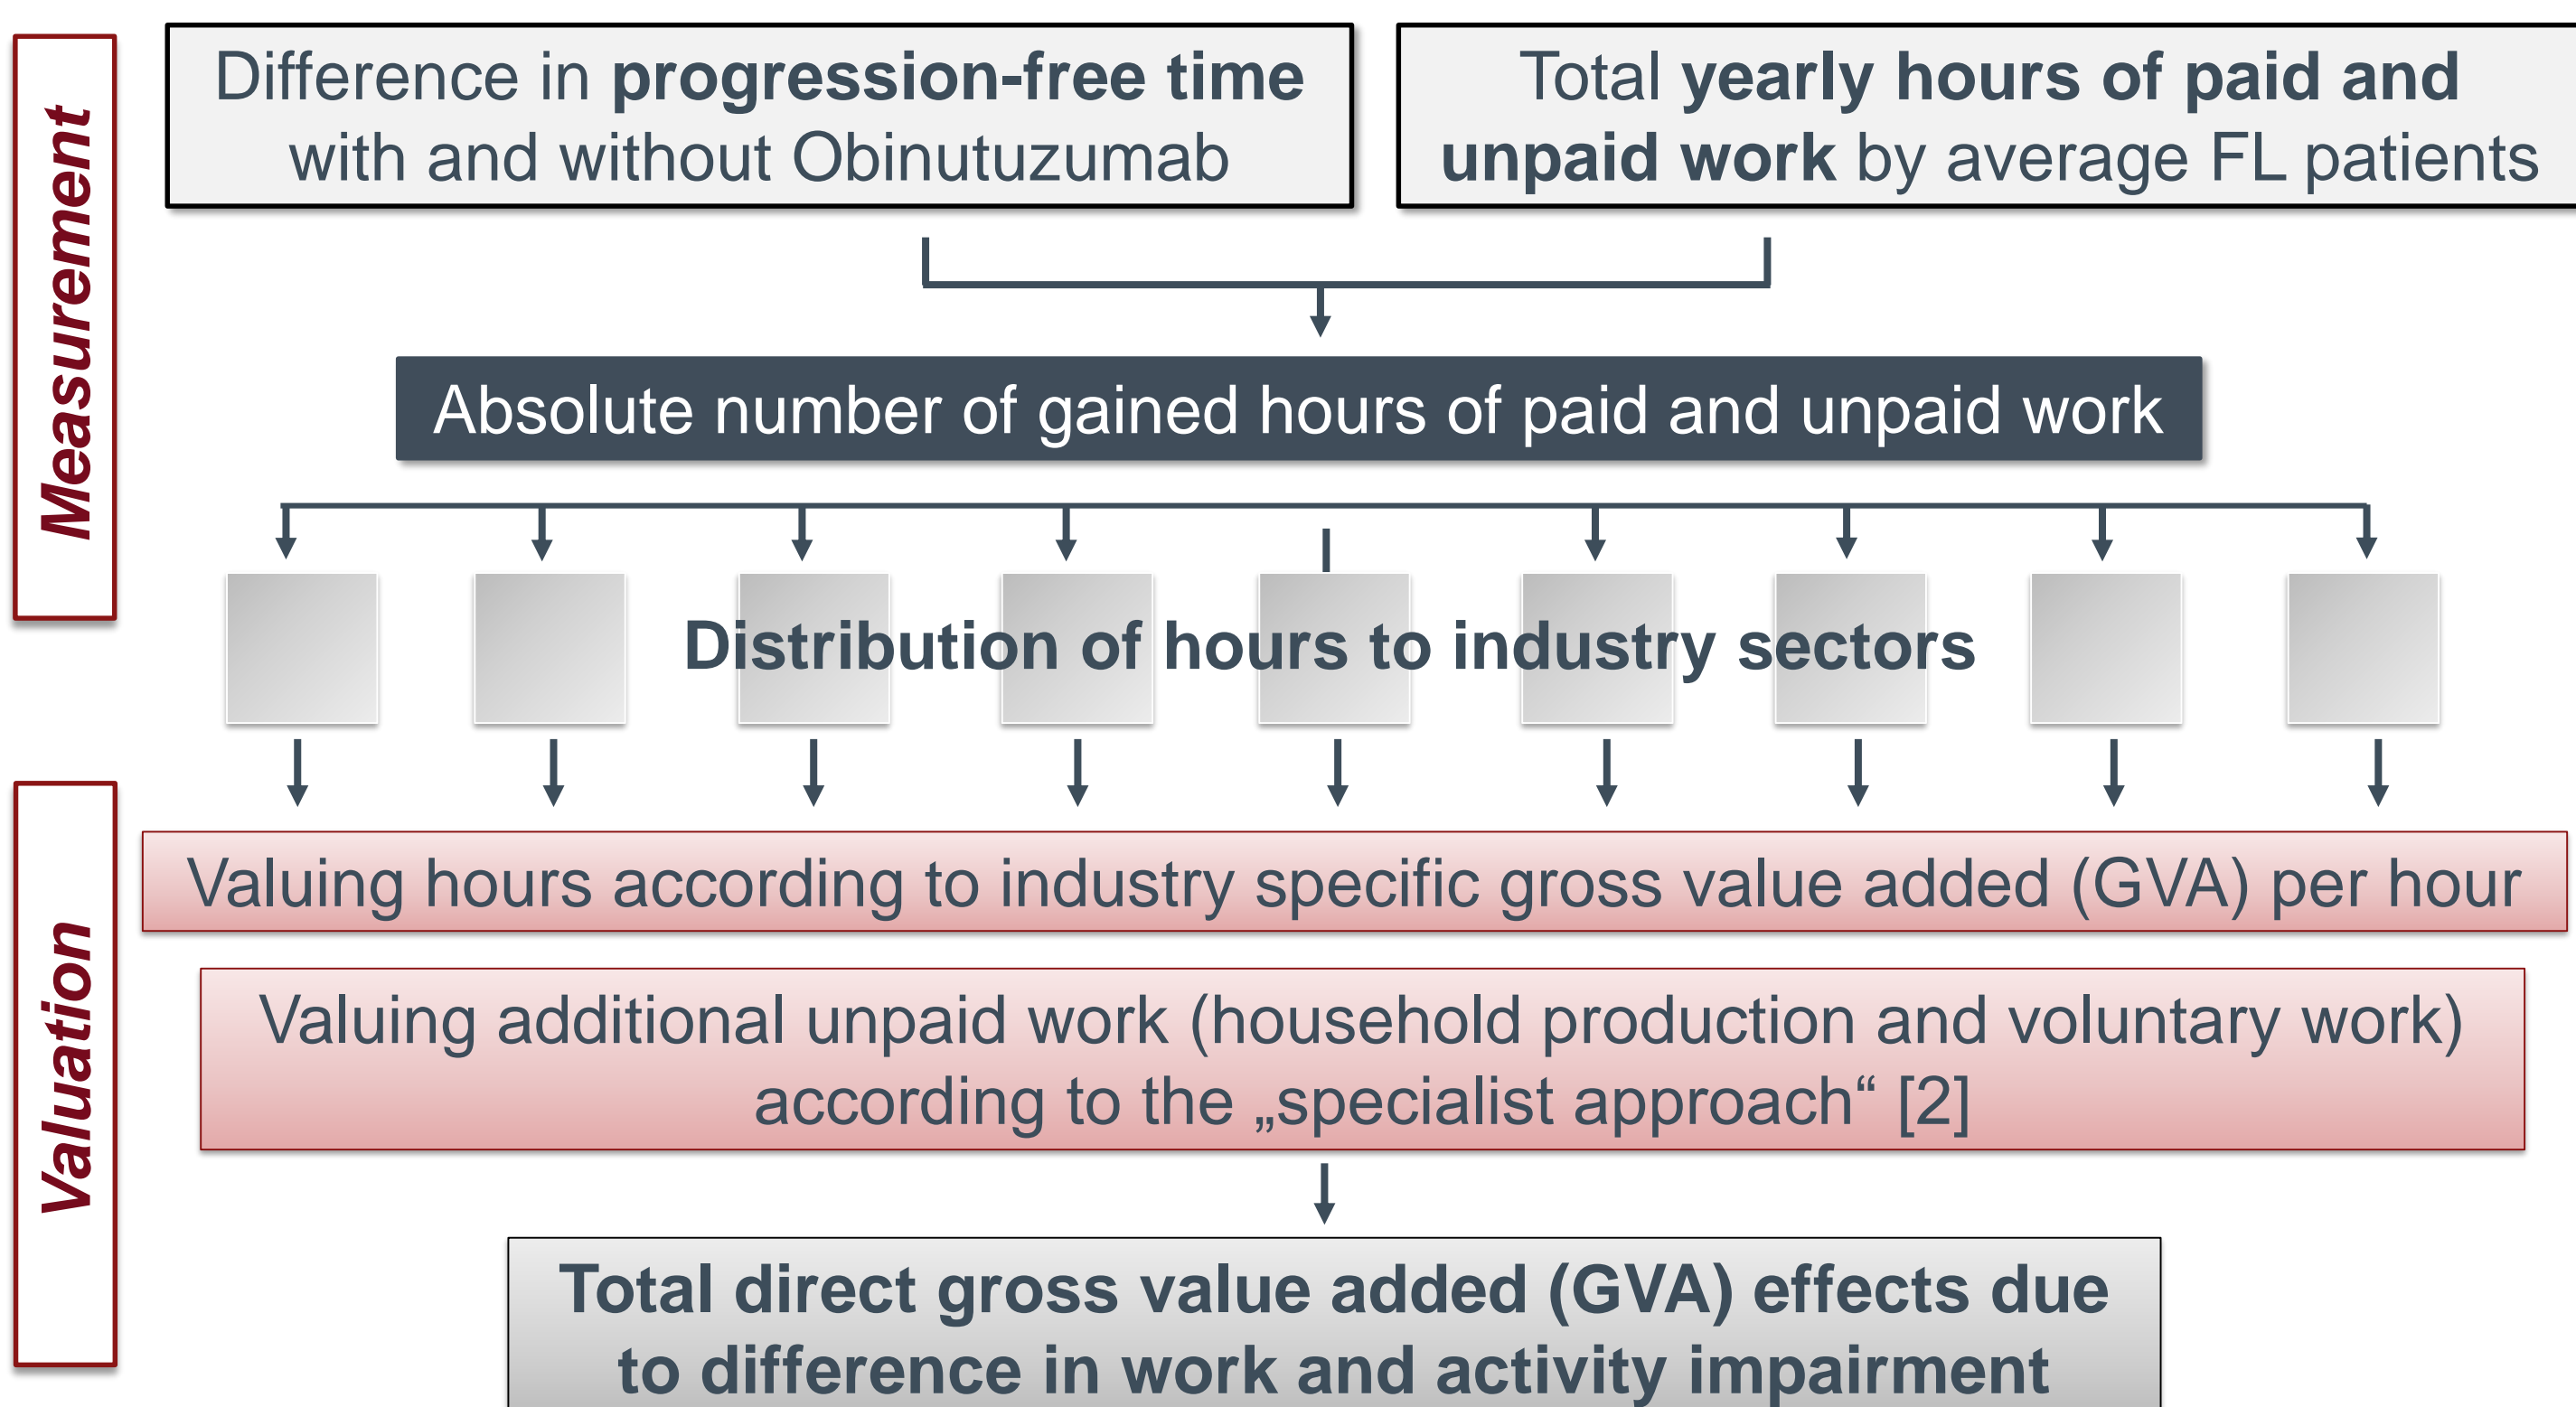 Measurement
Difference in progression-free time
with and without Obinutuzumab
Total yearly hours of paid and
unpaid work by average FL patients
Absolute number of gained hours of paid and unpaid work
Distribution of hours to industry sectors
Valuation
Valuing hours according to industry specific gross value added (GVA) per hour
Valuing additional unpaid work (household production and voluntary work)
according to the „specialist approach“ [2]
Total direct gross value added (GVA) effects due
to difference in work and activity impairment